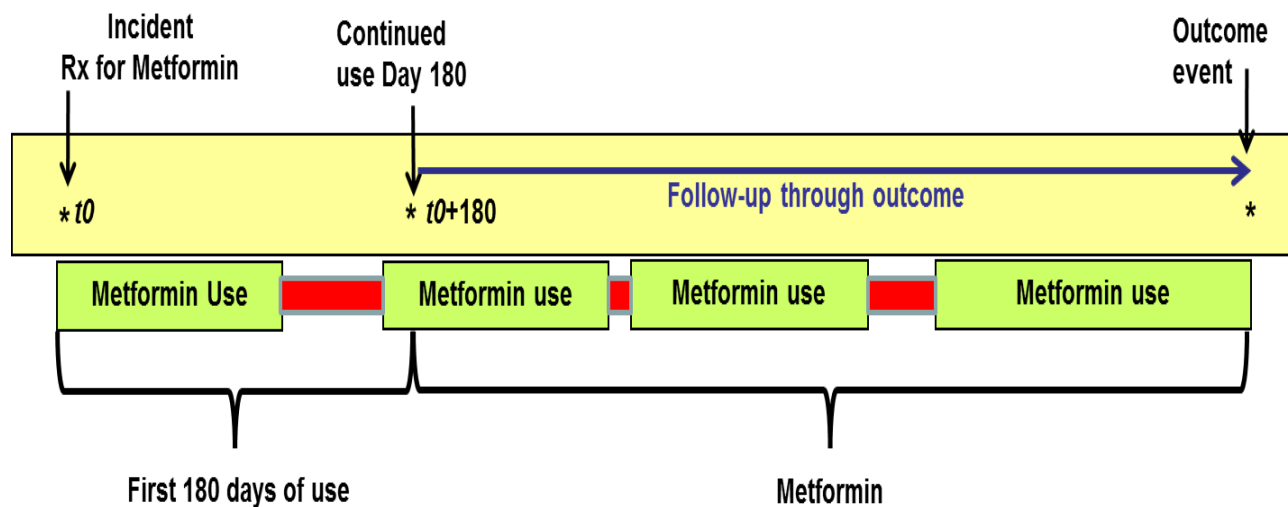 Incident
Rx for Metformin
Continued
use Day 180
Outcome
event
* t0
* t0+180
Follow-up through outcome
*
Metformin Use
Metformin use
Metformin use
Metformin use
First 180 days of use
Metformin